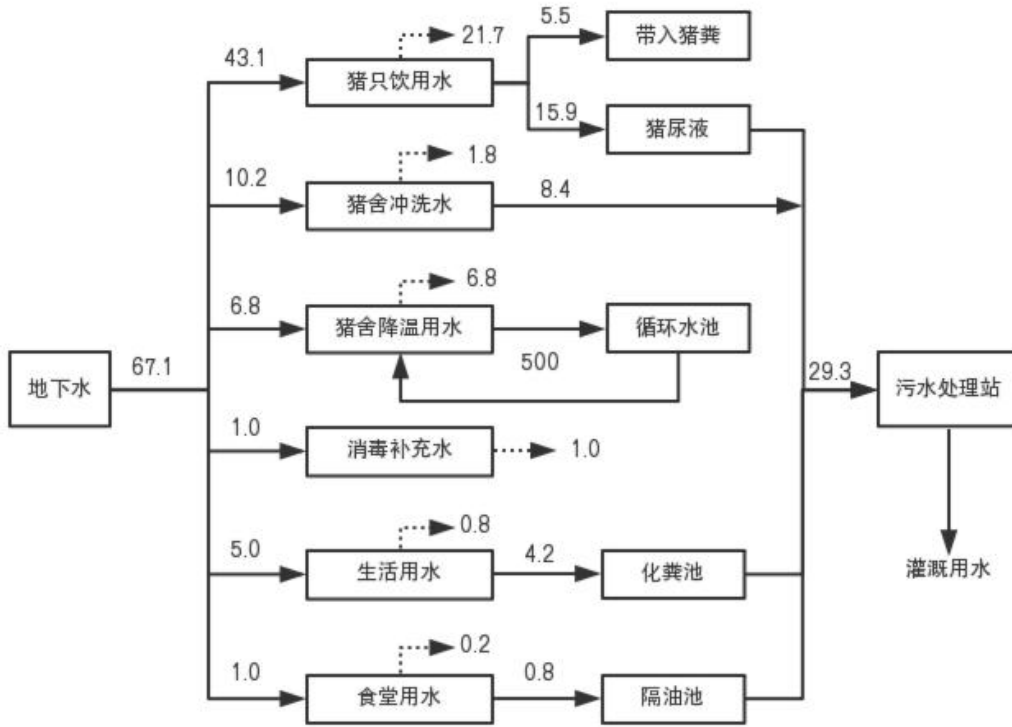 5.5
21.7
带入猪粪
43.1
猪只饮用水
15.9
猪尿液
1.8
10.2
猪舍冲洗水
8.4
6.8
6.8
猪舍降温用水
循环水池
500
地下水
67.1
29.3
污水处理站
1.0
消毒补充水
1.0
0.8
5.0
生活用水
4.2
化粪池
灌溉用水
0.2
1.0
食堂用水
0.8
隔油池